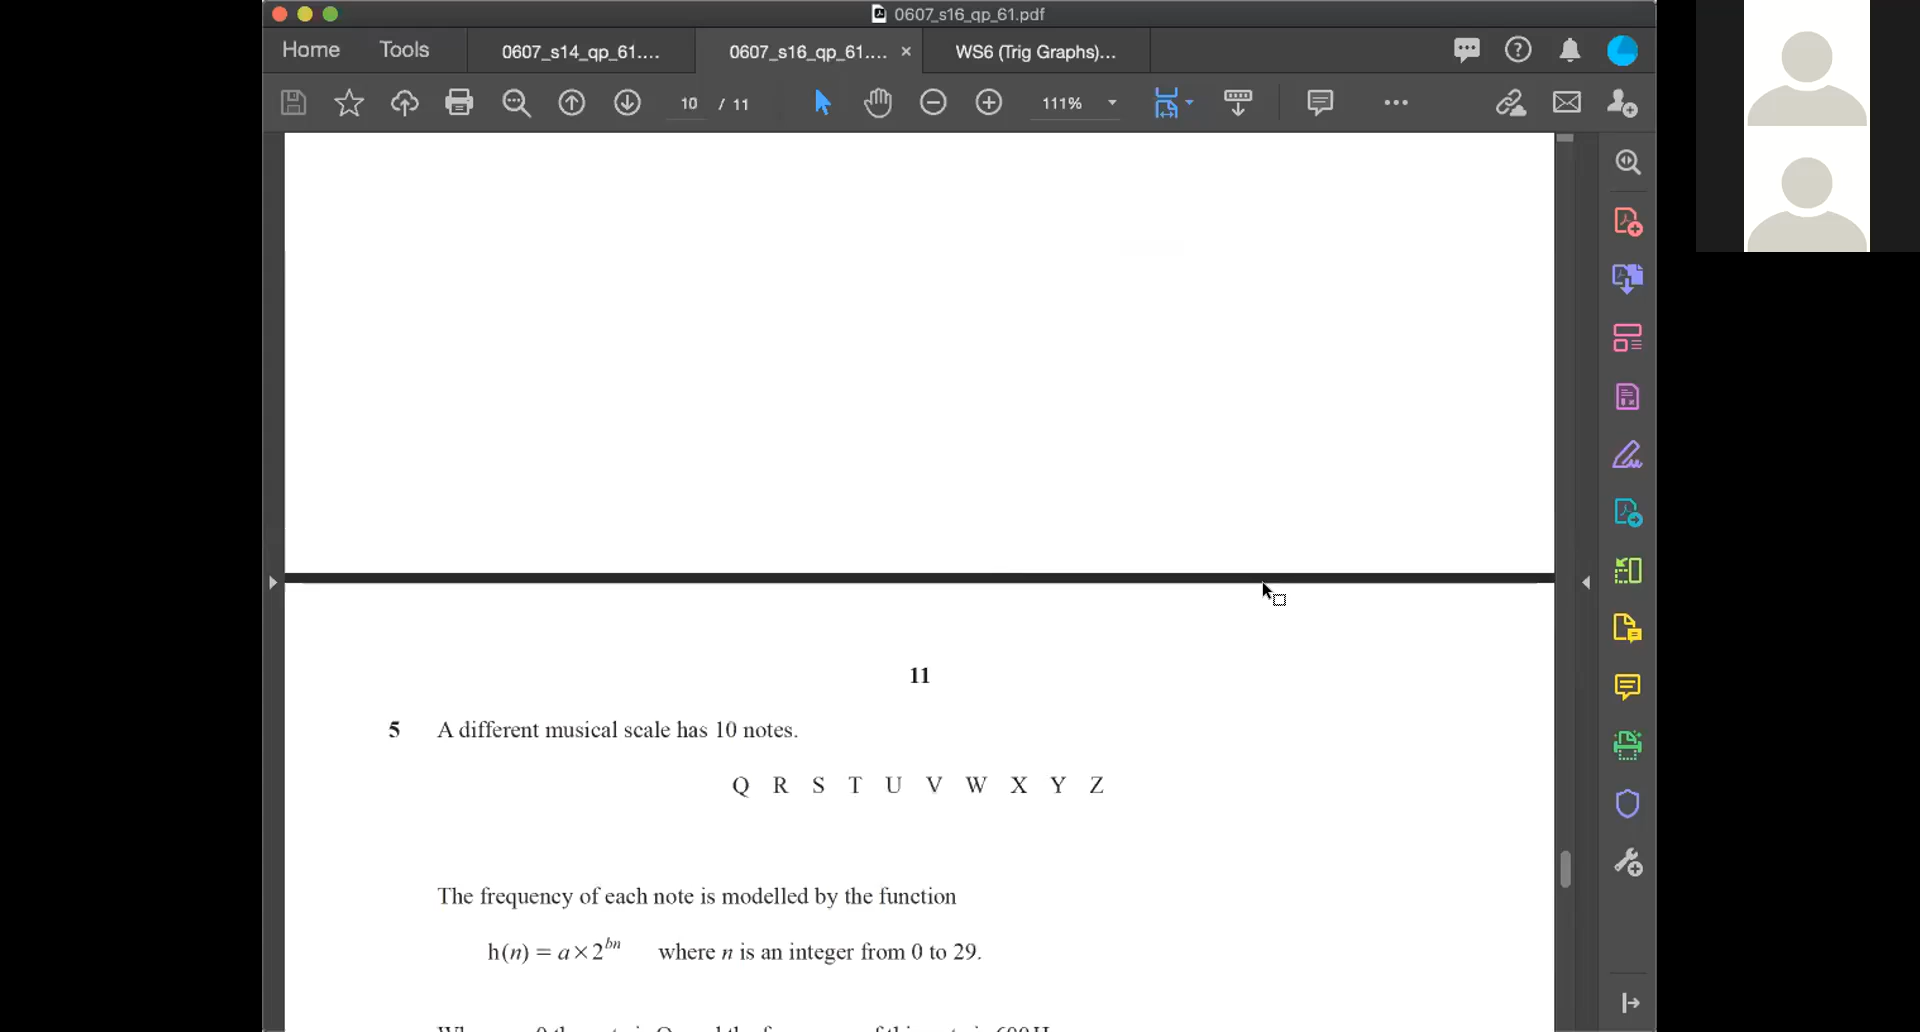 0607_s16_qp_61.pdf
Home Tools 0607_s14_qp_61.... 0607_s16_qp_61.... × WS6 (Trig Graphs)...
10 / 11 111%
11
5 A different musical scale has 10 notes.
Q R S T U V W X Y Z
The frequency of each note is modelled by the function
h(n) = a × 2^{bn} where n is an integer from 0 to 29.